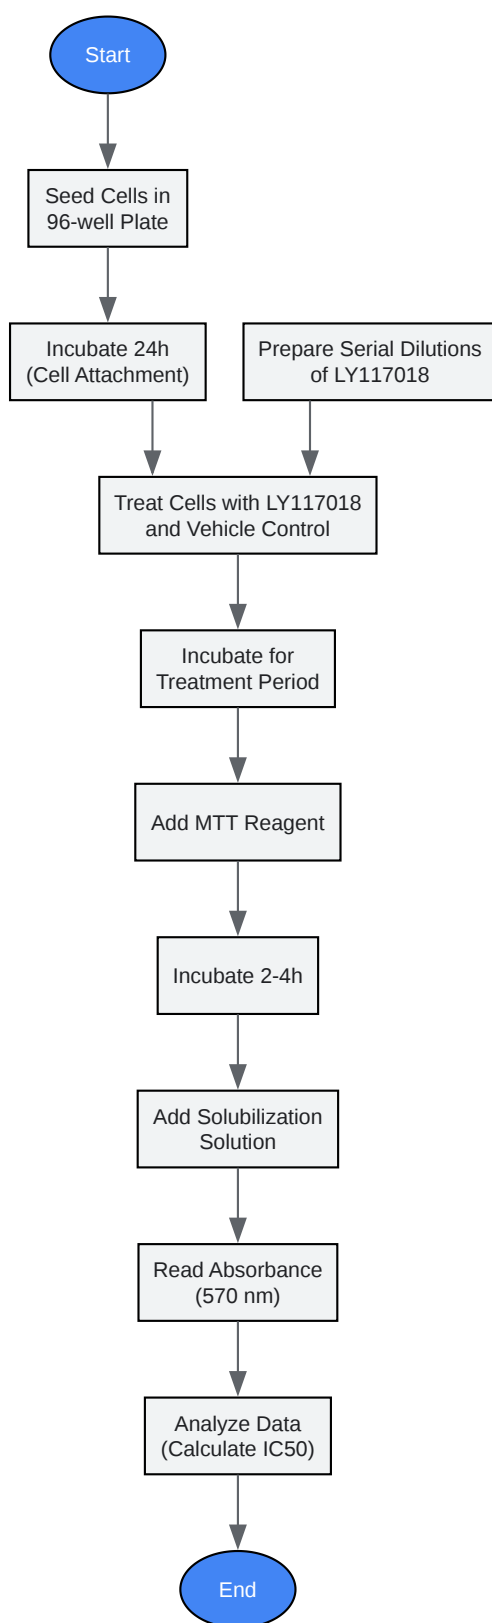 Start
Seed Cells in
96-well Plate
Incubate 24h
(Cell Attachment)
Prepare Serial Dilutions
of LY117018
Treat Cells with LY117018
and Vehicle Control
Incubate for
Treatment Period
Add MTT Reagent
Incubate 2-4h
Add Solubilization
Solution
Read Absorbance
(570 nm)
Analyze Data
(Calculate IC50)
End